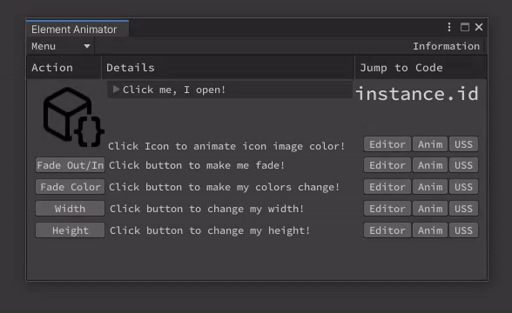 Element Animator
Menu Information
Action Details Jump to Code
Click me, I open! instance.id
{}
Click Icon to animate icon image color! Editor Anim USS
Fade Out/In Click button to make me fade! Editor Anim USS
Fade Color Click button to make my colors change! Editor Anim USS
Width Click button to change my width! Editor Anim USS
Height Click button to change my height! Editor Anim USS